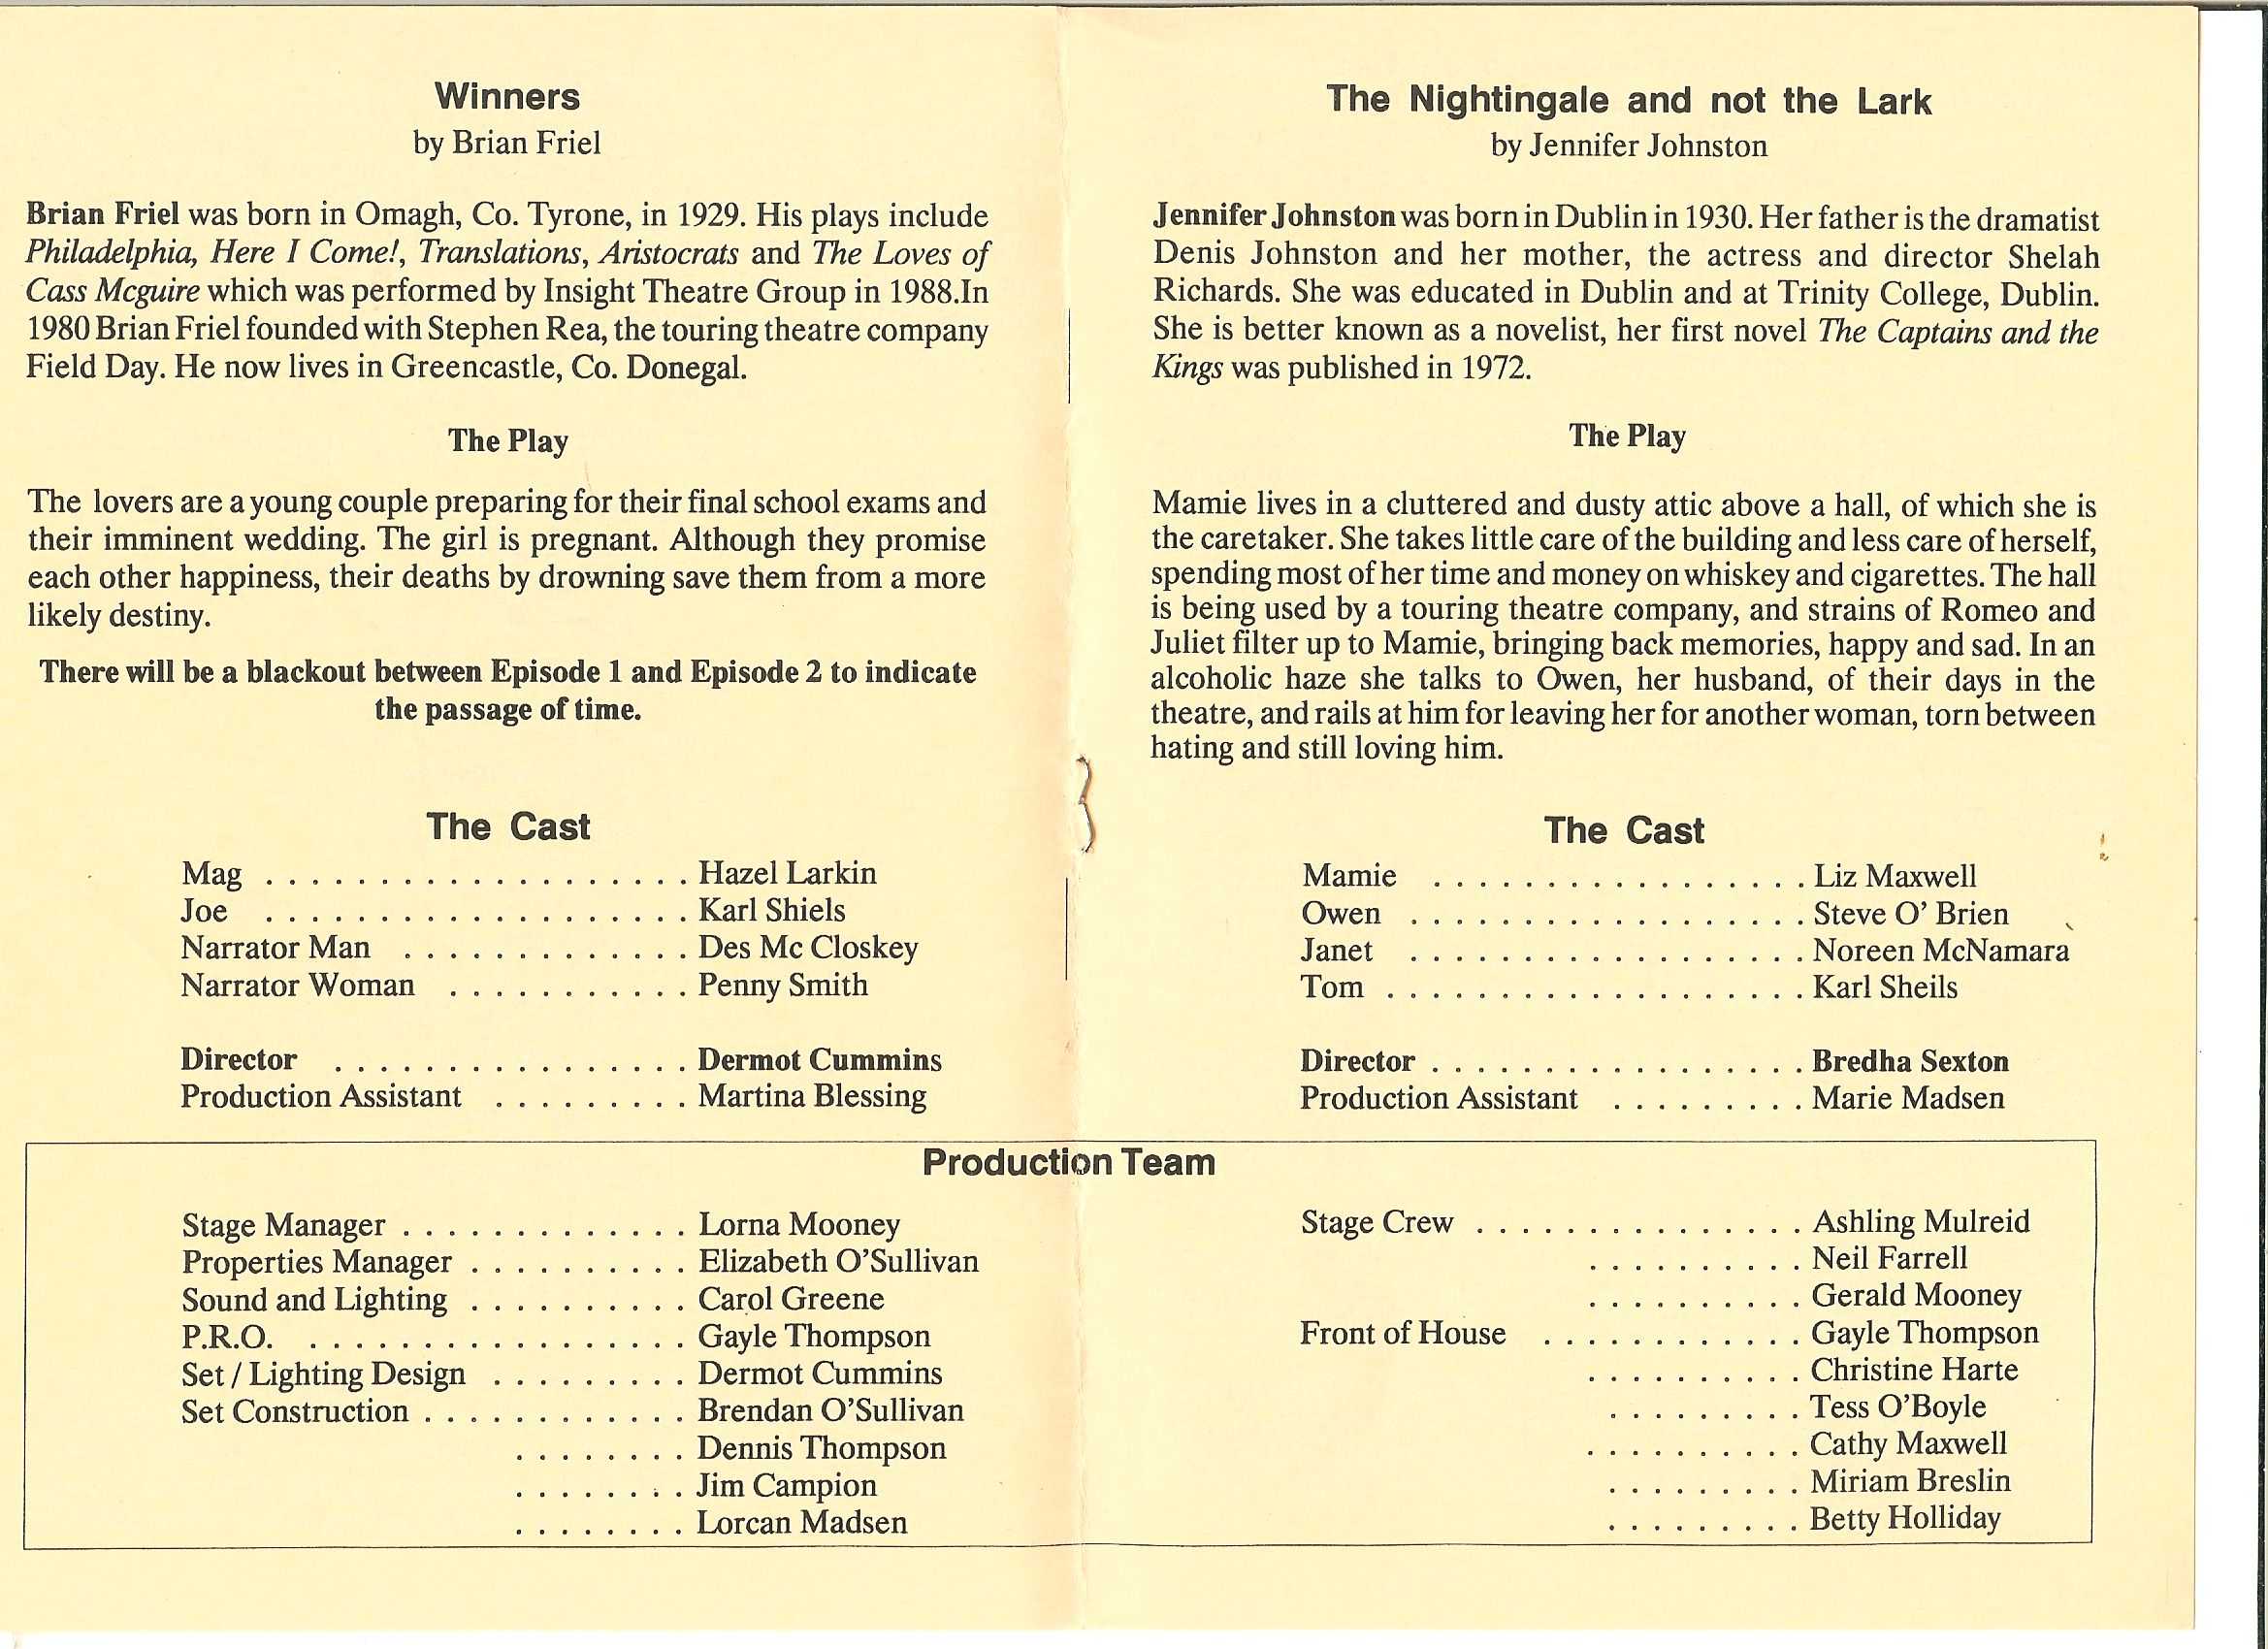 Winners
by Brian Friel
Brian Friel was born in Omagh, Co. Tyrone, in 1929. His plays include
Philadelphia, Here I Come!, Translations, Aristocrats and The Loves of
Cass Mcguire which was performed by Insight Theatre Group in 1988.In
1980 Brian Friel founded with Stephen Rea, the touring theatre company
Field Day. He now lives in Greencastle, Co. Donegal.
The Play
The lovers are a young couple preparing for their final school exams and
their imminent wedding. The girl is pregnant. Although they promise
each other happiness, their deaths by drowning save them from a more
likely destiny.
There will be a blackout between Episode 1 and Episode 2 to indicate
the passage of time.
The Cast
Mag . . . . . . . . . . . . . . . . . . . Hazel Larkin
Joe . . . . . . . . . . . . . . . . . . . Karl Shiels
Narrator Man . . . . . . . . . . . . . Des Mc Closkey
Narrator Woman . . . . . . . . . . . Penny Smith
Director . . . . . . . . . . . . . . . . Dermot Cummins
Production Assistant . . . . . . . . . Martina Blessing
The Nightingale and not the Lark
by Jennifer Johnston
Jennifer Johnston was born in Dublin in 1930. Her father is the dramatist
Denis Johnston and her mother, the actress and director Shelah
Richards. She was educated in Dublin and at Trinity College, Dublin.
She is better known as a novelist, her first novel The Captains and the
Kings was published in 1972.
The Play
Mamie lives in a cluttered and dusty attic above a hall, of which she is
the caretaker. She takes little care of the building and less care of herself,
spending most of her time and money on whiskey and cigarettes. The hall
is being used by a touring theatre company, and strains of Romeo and
Juliet filter up to Mamie, bringing back memories, happy and sad. In an
alcoholic haze she talks to Owen, her husband, of their days in the
theatre, and rails at him for leaving her for another woman, torn between
hating and still loving him.
The Cast
Mamie . . . . . . . . . . . . . . . . . Liz Maxwell
Owen . . . . . . . . . . . . . . . . . . Steve O' Brien
Janet . . . . . . . . . . . . . . . . . . Noreen McNamara
Tom . . . . . . . . . . . . . . . . . . . Karl Sheils
Director . . . . . . . . . . . . . . . . . Bredha Sexton
Production Assistant . . . . . . . . . Marie Madsen
Production Team
Stage Manager . . . . . . . . . . . . . Lorna Mooney
Properties Manager . . . . . . . . . . Elizabeth O'Sullivan
Sound and Lighting . . . . . . . . . . Carol Greene
P.R.O. . . . . . . . . . . . . . . . . . Gayle Thompson
Set / Lighting Design . . . . . . . . . Dermot Cummins
Set Construction . . . . . . . . . . . . Brendan O'Sullivan
. . . . . . . . Dennis Thompson
. . . . . . . . Jim Campion
. . . . . . . . Lorcan Madsen
Stage Crew . . . . . . . . . . . . . . . Ashling Mulreid
. . . . . . . . . . Neil Farrell
. . . . . . . . . . Gerald Mooney
Front of House . . . . . . . . . . . . Gayle Thompson
. . . . . . . . . . Christine Harte
. . . . . . . . . Tess O'Boyle
. . . . . . . . . . Cathy Maxwell
. . . . . . . . . Miriam Breslin
. . . . . . . . . Betty Holliday